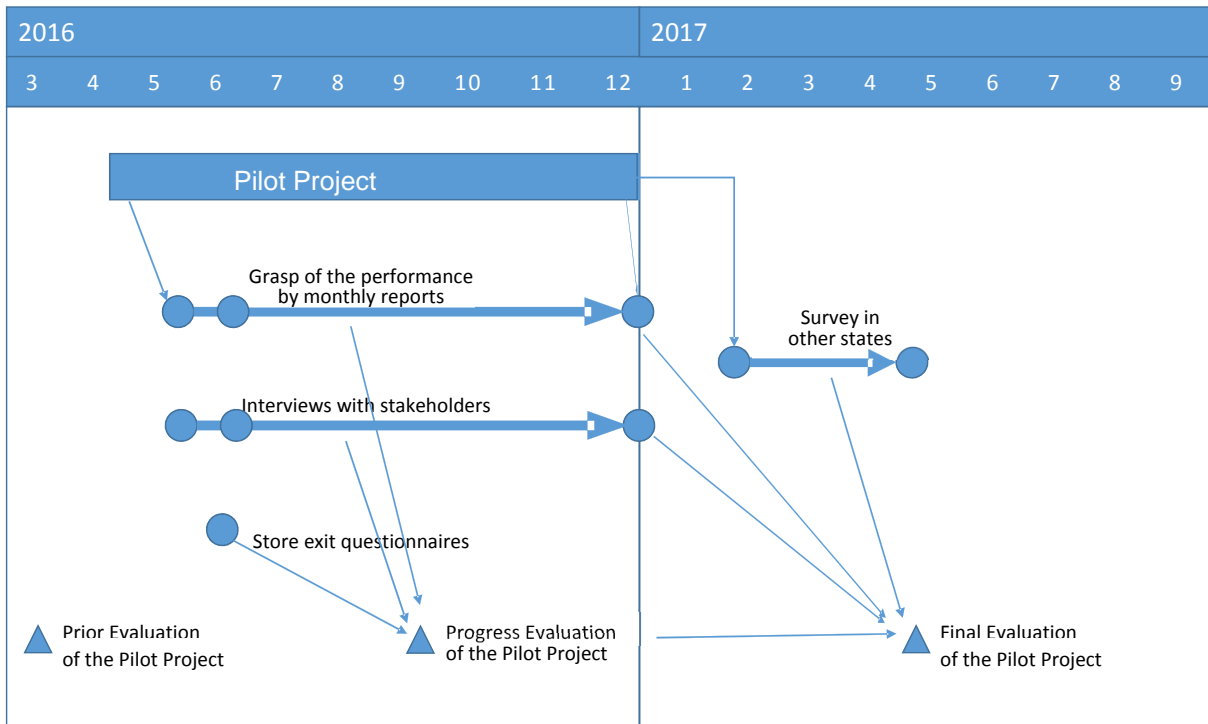 2016
2017
3 4 5 6 7 8 9 10 11 12 1 2 3 4 5 6 7 8 9
Pilot Project
Grasp of the performance
by monthly reports
Survey in
other states
Interviews with stakeholders
Store exit questionnaires
Prior Evaluation
of the Pilot Project
Progress Evaluation
of the Pilot Project
Final Evaluation
of the Pilot Project